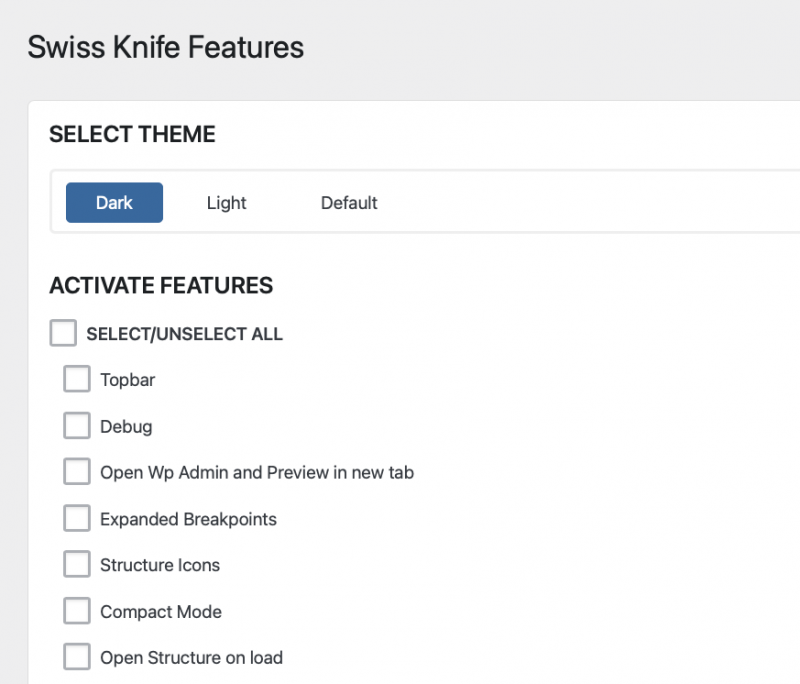 Swiss Knife Features
SELECT THEME
Dark Light Default
ACTIVATE FEATURES
SELECT/UNSELECT ALL
Topbar
Debug
Open Wp Admin and Preview in new tab
Expanded Breakpoints
Structure Icons
Compact Mode
Open Structure on load